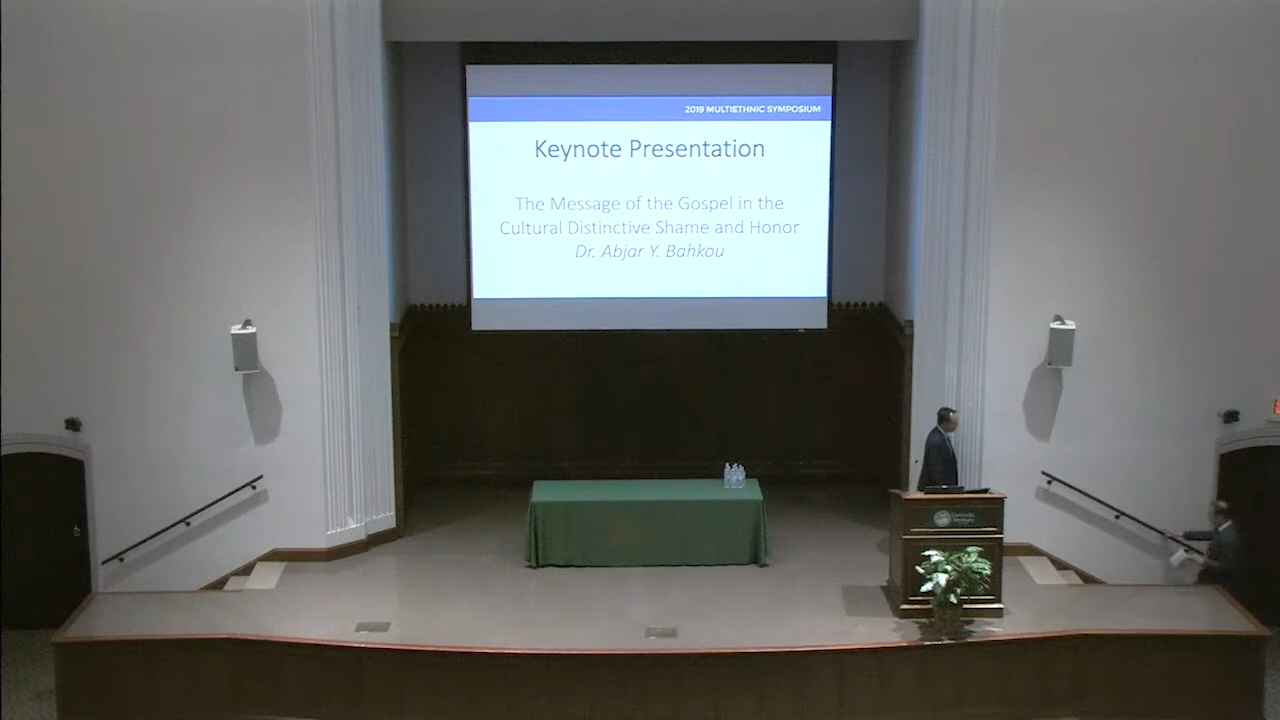 2019 MULTIETHNIC SYMPOSIUM
Keynote Presentation
The Message of the Gospel in the
Cultural Distinctive Shame and Honor
Dr. Abjar Y. Bahkou